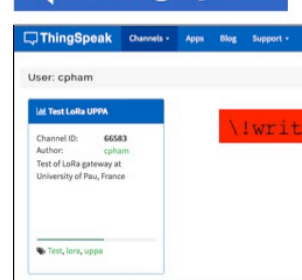 ThingSpeak Channels Apps Blog Support
User: cpham
Test LoRa UPPA
Channel ID: 66583
Author: cpham
Test of LoRa gateway at
University of Pau, France
\!writ
Test, lora, uppa